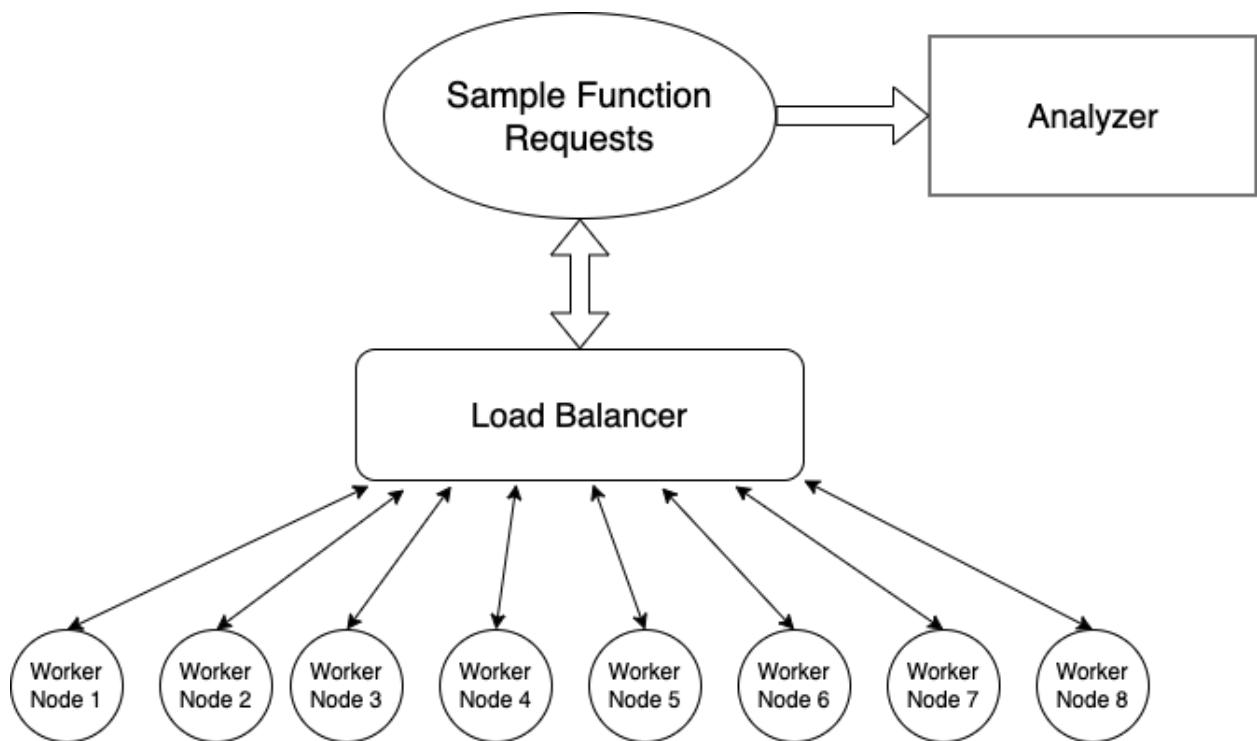 Sample Function
Requests
Analyzer
Load Balancer
Worker
Node 1
Worker
Node 2
Worker
Node 3
Worker
Node 4
Worker
Node 5
Worker
Node 6
Worker
Node 7
Worker
Node 8